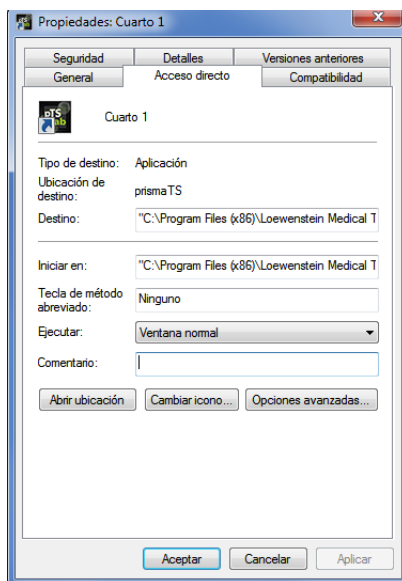 Propiedades: Cuarto 1
Seguridad Detalles Versiones anteriores
General Acceso directo Compatibilidad
pTS
ab
Cuarto 1
Tipo de destino: Aplicación
Ubicación de
destino: prismaTS
Destino: "C:\Program Files (x86)\Loewenstein Medical T
Iniciar en: "C:\Program Files (x86)\Loewenstein Medical T
Tecla de método
abreviado: Ninguno
Ejecutar: Ventana normal
Comentario:
Abrir ubicación Cambiar icono... Opciones avanzadas...
Aceptar Cancelar Aplicar